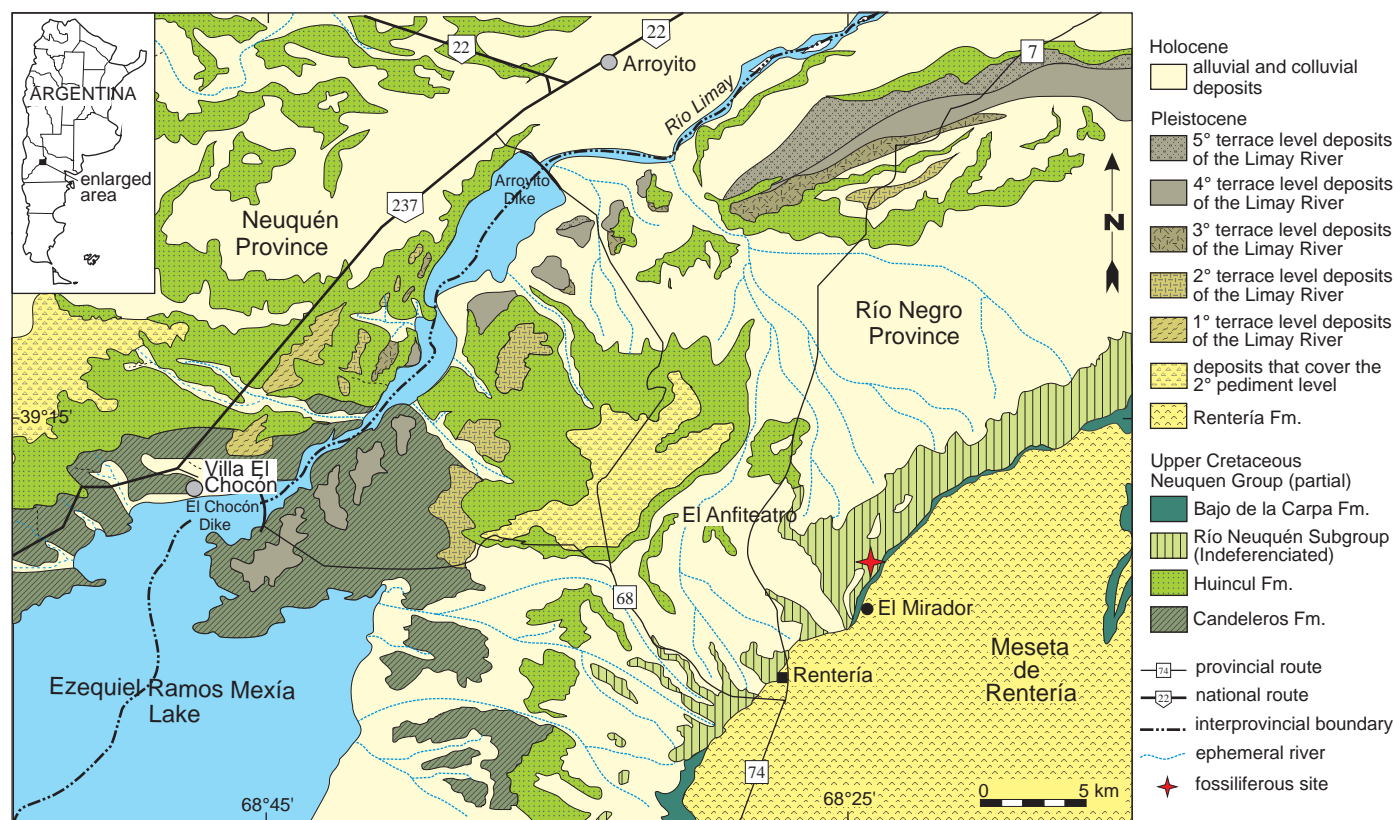 ARGENTINA
enlarged
area
22
22
Arroyito
Río Limay
7
Arroyito
Dike
237
Neuquén
Province
N
Río Negro
Province
39°15'
Villa El
Chocón
El Chocón
Dike
El Anfiteatro
68
El Mirador
Rentería
Meseta
de
Rentería
Ezequiel Ramos Mexía
Lake
74
68°45'
68°25'
0 5 km
Holocene
alluvial and colluvial
deposits
Pleistocene
5° terrace level deposits
of the Limay River
4° terrace level deposits
of the Limay River
3° terrace level deposits
of the Limay River
2° terrace level deposits
of the Limay River
1° terrace level deposits
of the Limay River
deposits that cover the
2° pediment level
Rentería Fm.
Upper Cretaceous
Neuquen Group (partial)
Bajo de la Carpa Fm.
Río Neuquén Subgroup
(Indeferenciated)
Huincul Fm.
Candeleros Fm.
74 provincial route
22 national route
interprovincial boundary
ephemeral river
fossiliferous site